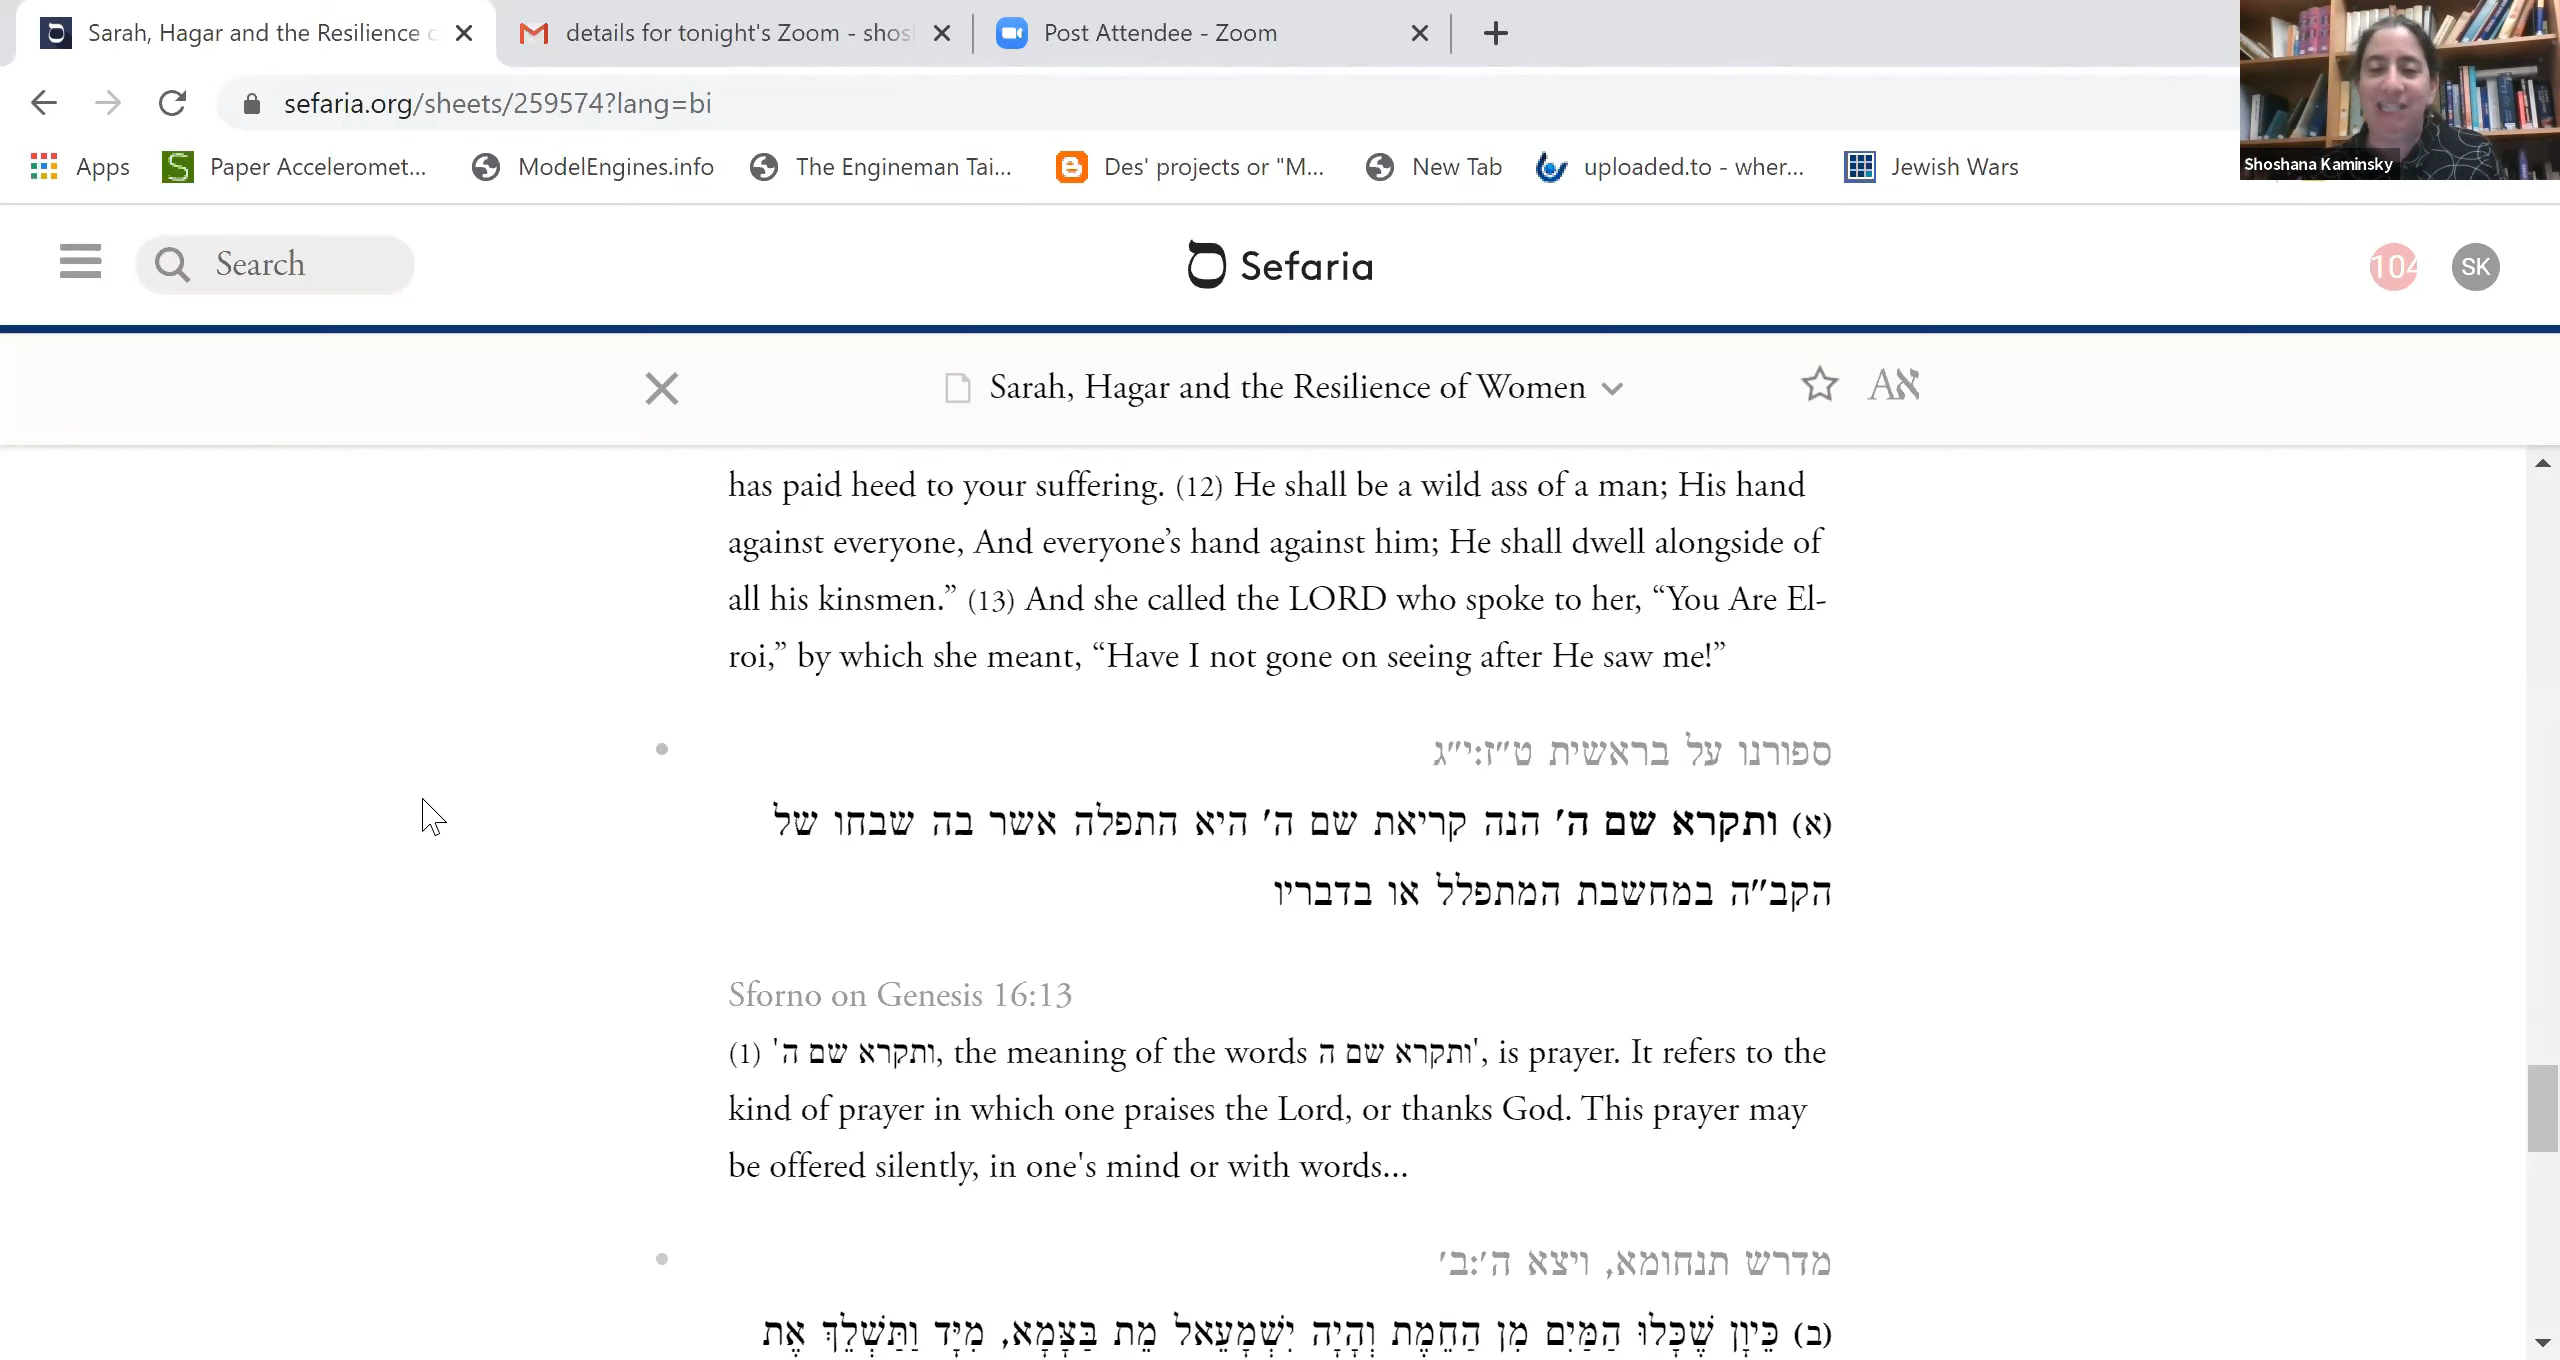 Sarah, Hagar and the Resilience
details for tonight's Zoom - shos
Post Attendee - Zoom
sefaria.org/sheets/259574?lang=bi
Apps
Paper Acceleromet...
ModelEngines.info
The Engineman Tai...
Des' projects or "M...
New Tab
uploaded.to - wher...
Jewish Wars
Shoshana Kaminsky
Search
Sefaria
104
SK
Sarah, Hagar and the Resilience of Women
Aא
has paid heed to your suffering. (12) He shall be a wild ass of a man; His hand
against everyone, And everyone’s hand against him; He shall dwell alongside of
all his kinsmen.” (13) And she called the LORD who spoke to her, “You Are El-
roi,” by which she meant, “Have I not gone on seeing after He saw me!”
ספורנו על בראשית ט״ז:י״ג
(א) ותקרא שם ה׳ הנה קריאת שם ה׳ היא התפלה אשר בה שבחו של
הקב״ה במחשבת המתפלל או בדבריו
Sforno on Genesis 16:13
(1) 'ותקרא שם ה, the meaning of the words ותקרא שם ה', is prayer. It refers to the
kind of prayer in which one praises the Lord, or thanks God. This prayer may
be offered silently, in one's mind or with words...
מדרש תנחומא, ויצא ה׳:ב׳
(ב) כֵּיוָן שֶׁכָּלוּ הַמַּיִם מִן הַחֵמֶת וְהָיָה יִשְׁמָעֵאל מֵת בַּצָּמָא, מִיָּד וַתַּשְׁלֵךְ אֶת